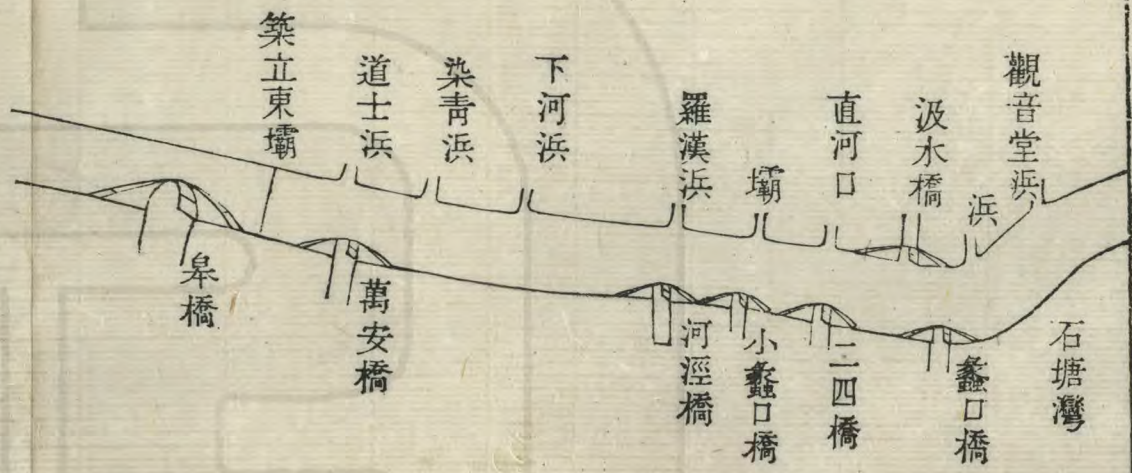 觀音堂浜
浜
汲水橋
直河口
壩
羅漢浜
下河浜
染青浜
道士浜
築立東壩
石塘灣
蠡口橋
二四橋
小蠡口橋
河涇橋
萬安橋
皋橋